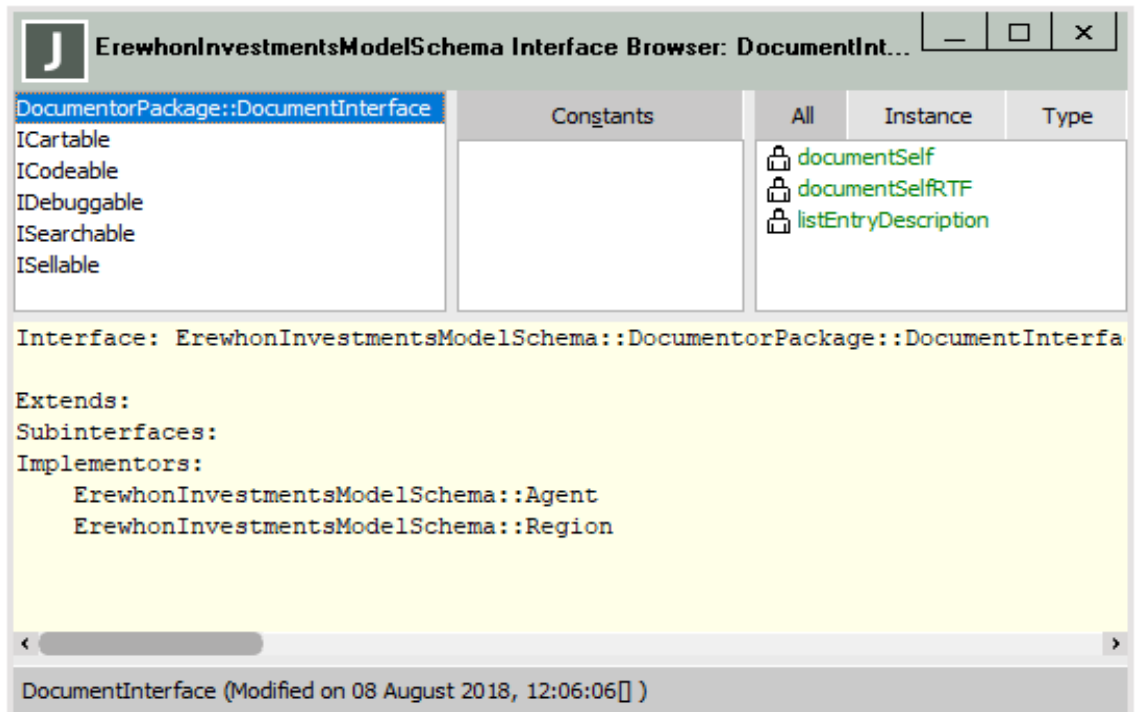 J
ErewhonInvestmentsModelSchema Interface Browser: DocumentInt...
DocumentorPackage::DocumentInterface
ICartable
ICodeable
IDebuggable
ISearchable
ISellable
Constants
All Instance Type
documentSelf
documentSelfRTF
listEntryDescription
Interface: ErewhonInvestmentsModelSchema::DocumentorPackage::DocumentInterfa
Extends:
Subinterfaces:
Implementors:
ErewhonInvestmentsModelSchema::Agent
ErewhonInvestmentsModelSchema::Region
DocumentInterface (Modified on 08 August 2018, 12:06:06[] )